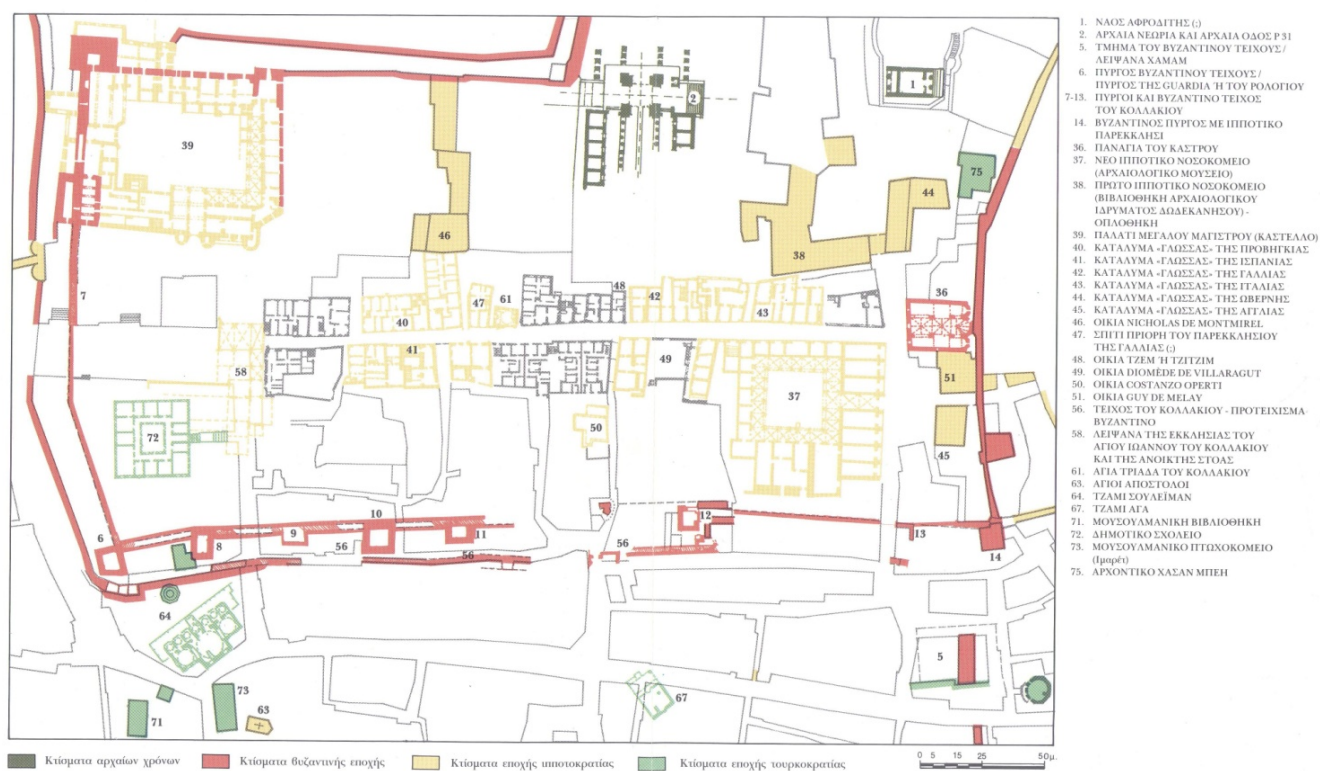 1. ΝΑΟΣ ΑΦΡΟΔΙΤΗΣ (;)
2. ΑΡΧΑΙΑ ΝΕΩΡΙΑ ΚΑΙ ΑΡΧΑΙΑ ΟΔΟΣ Ρ 31
5. ΤΜΗΜΑ ΤΟΥ ΒΥΖΑΝΤΙΝΟΥ ΤΕΙΧΟΥΣ /
ΛΕΙΨΑΝΑ ΧΑΜΑΜ
6. ΠΥΡΓΟΣ ΒΥΖΑΝΤΙΝΟΥ ΤΕΙΧΟΥΣ /
ΠΥΡΓΟΣ ΤΗΣ GUARDIA Ή ΤΟΥ ΡΟΛΟΓΙΟΥ
7-13. ΠΥΡΓΟΙ ΚΑΙ ΒΥΖΑΝΤΙΝΟ ΤΕΙΧΟΣ
ΤΟΥ ΚΟΛΛΑΚΙΟΥ
14. ΒΥΖΑΝΤΙΝΟΣ ΠΥΡΓΟΣ ΜΕ ΙΠΠΟΤΙΚΟ
ΠΑΡΕΚΚΛΗΣΙ
36. ΠΑΝΑΓΙΑ ΤΟΥ ΚΑΣΤΡΟΥ
37. ΝΕΟ ΙΠΠΟΤΙΚΟ ΝΟΣΟΚΟΜΕΙΟ
(ΑΡΧΑΙΟΛΟΓΙΚΟ ΜΟΥΣΕΙΟ)
38. ΠΡΩΤΟ ΙΠΠΟΤΙΚΟ ΝΟΣΟΚΟΜΕΙΟ
(ΒΙΒΛΙΟΘΗΚΗ ΑΡΧΑΙΟΛΟΓΙΚΟΥ
ΙΔΡΥΜΑΤΟΣ ΔΩΔΕΚΑΝΗΣΟΥ) -
ΟΠΛΟΘΗΚΗ
39. ΠΑΛΑΤΙ ΜΕΓΑΛΟΥ ΜΑΓΙΣΤΡΟΥ (ΚΑΣΤΕΛΛΟ)
40. ΚΑΤΑΛΥΜΑ «ΓΛΩΣΣΑΣ» ΤΗΣ ΠΡΟΒΗΓΚΙΑΣ
41. ΚΑΤΑΛΥΜΑ «ΓΛΩΣΣΑΣ» ΤΗΣ ΙΣΠΑΝΙΑΣ
42. ΚΑΤΑΛΥΜΑ «ΓΛΩΣΣΑΣ» ΤΗΣ ΓΑΛΛΙΑΣ
43. ΚΑΤΑΛΥΜΑ «ΓΛΩΣΣΑΣ» ΤΗΣ ΙΤΑΛΙΑΣ
44. ΚΑΤΑΛΥΜΑ «ΓΛΩΣΣΑΣ» ΤΗΣ ΩΒΕΡΝΗΣ
45. ΚΑΤΑΛΥΜΑ «ΓΛΩΣΣΑΣ» ΤΗΣ ΑΓΓΛΙΑΣ
46. ΟΙΚΙΑ NICHOLAS DE MONTMIREL
47. ΣΠΙΤΙ ΠΡΙΟΡΗ ΤΟΥ ΠΑΡΕΚΚΛΗΣΙΟΥ
ΤΗΣ ΓΑΛΛΙΑΣ (;)
48. ΟΙΚΙΑ ΤΖΕΜ Ή ΤΖΙΤΖΙΜ
49. ΟΙΚΙΑ DIOMÈDE DE VILLARAGUT
50. ΟΙΚΙΑ COSTANZO OPERTI
51. ΟΙΚΙΑ GUY DE MELAY
56. ΤΕΙΧΟΣ ΤΟΥ ΚΟΛΛΑΚΙΟΥ - ΠΡΟΤΕΙΧΙΣΜΑ
ΒΥΖΑΝΤΙΝΟ
58. ΛΕΙΨΑΝΑ ΤΗΣ ΕΚΚΛΗΣΙΑΣ ΤΟΥ
ΑΓΙΟΥ ΙΩΑΝΝΟΥ ΤΟΥ ΚΟΛΛΑΚΙΟΥ
ΚΑΙ ΤΗΣ ΑΝΟΙΚΤΗΣ ΣΤΟΑΣ
61. ΑΓΙΑ ΤΡΙΑΔΑ ΤΟΥ ΚΟΛΛΑΚΙΟΥ
63. ΑΓΙΟΙ ΑΠΟΣΤΟΛΟΙ
64. ΤΖΑΜΙ ΣΟΥΛΕΪΜΑΝ
67. ΤΖΑΜΙ ΑΓΑ
71. ΜΟΥΣΟΥΛΜΑΝΙΚΗ ΒΙΒΛΙΟΘΗΚΗ
72. ΔΗΜΟΤΙΚΟ ΣΧΟΛΕΙΟ
73. ΜΟΥΣΟΥΛΜΑΝΙΚΟ ΠΤΩΧΟΚΟΜΕΙΟ
(Ιμαρέτ)
75. ΑΡΧΟΝΤΙΚΟ ΧΑΣΑΝ ΜΠΕΗ
1
2
39
75
44
46
38
7
36
48
61
47
42
43
40
41
49
58
51
37
50
72
45
10
12
6
8
9
11
13
56
56
56
14
64
5
73
67
71
63
Κτίσματα αρχαίων χρόνων
Κτίσματα βυζαντινής εποχής
Κτίσματα εποχής ιπποτοκρατίας
Κτίσματα εποχής τουρκοκρατίας
0 5 15 25 50μ.